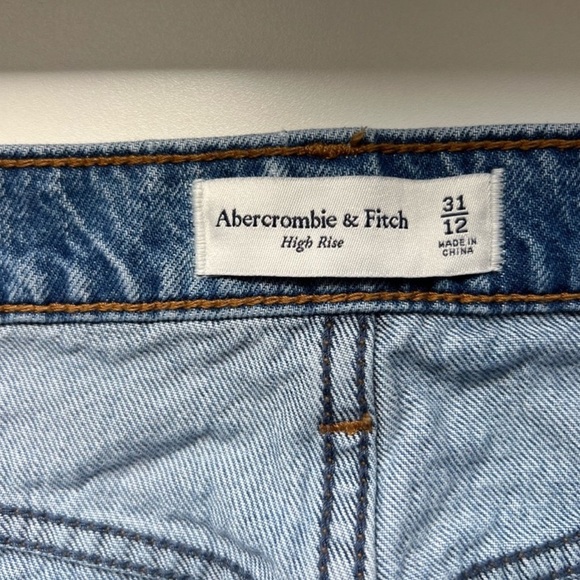 Abercrombie & Fitch
High Rise
31
12
MADE IN
CHINA